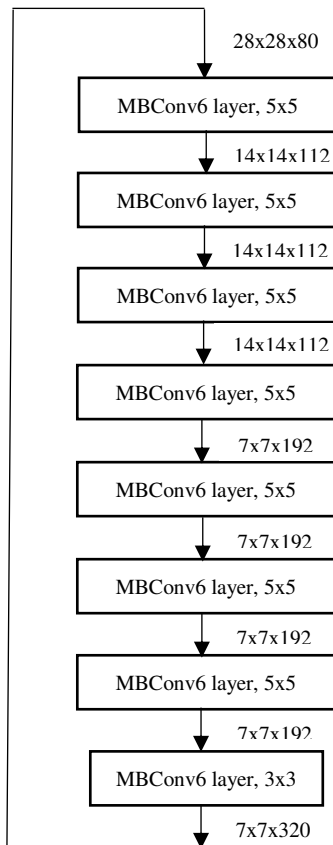 28x28x80
MBConv6 layer, 5x5
14x14x112
MBConv6 layer, 5x5
14x14x112
MBConv6 layer, 5x5
14x14x112
MBConv6 layer, 5x5
7x7x192
MBConv6 layer, 5x5
7x7x192
MBConv6 layer, 5x5
7x7x192
MBConv6 layer, 5x5
7x7x192
MBConv6 layer, 3x3
7x7x320